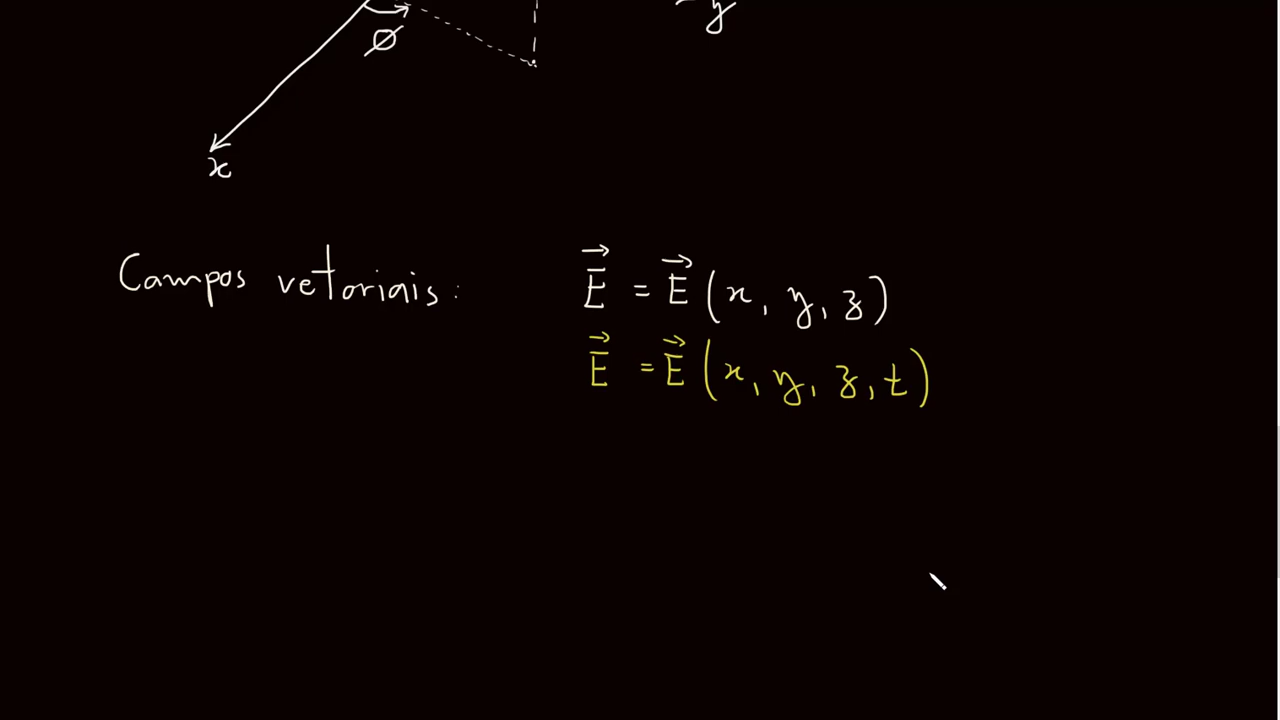 y
Ø
x
Campos vetoriais: E⃗ = E⃗ (x, y, z)
E⃗ = E⃗ (x, y, z, t)